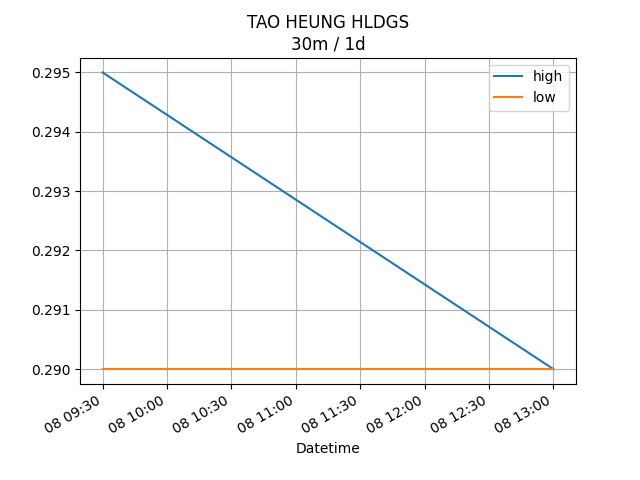 TAO HEUNG HLDGS
30m / 1d
high
low
0.295
0.294
0.293
0.292
0.291
0.290
08 09:30
08 10:00
08 10:30
08 11:00
08 11:30
08 12:00
08 12:30
08 13:00
Datetime